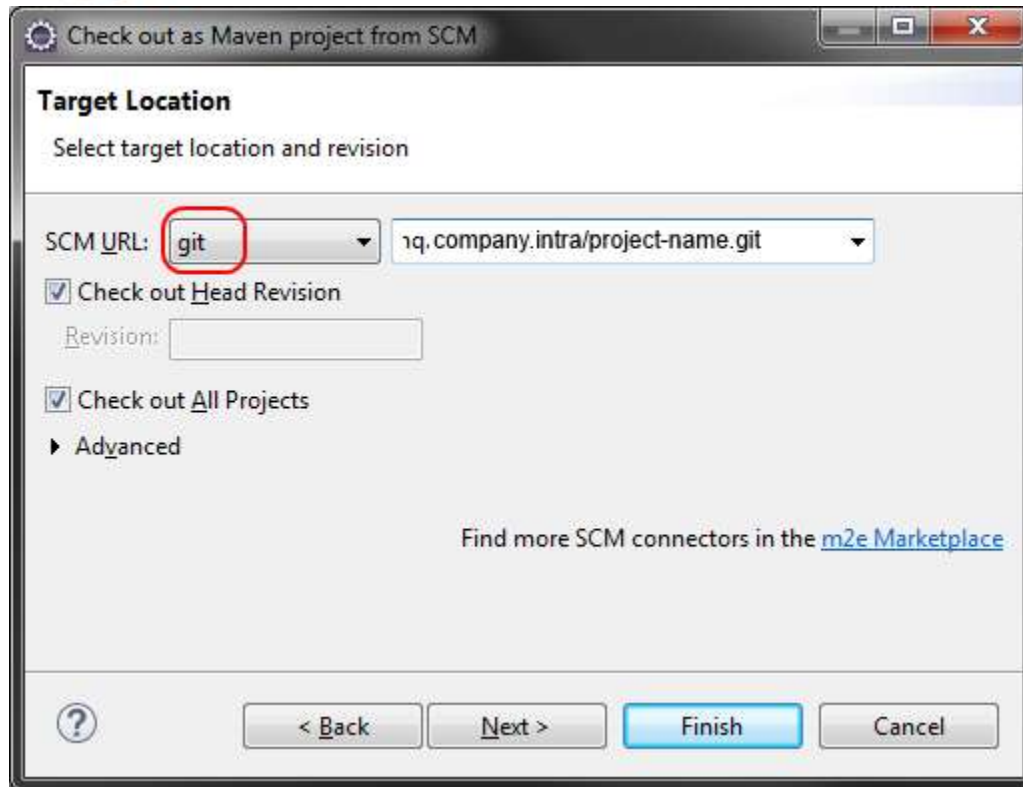 Check out as Maven project from SCM
Target Location
Select target location and revision
SCM URL: git .company.intra/project-name.git
Check out Head Revision
Revision:
Check out All Projects
Advanced
Find more SCM connectors in the m2e Marketplace
? < Back Next > Finish Cancel